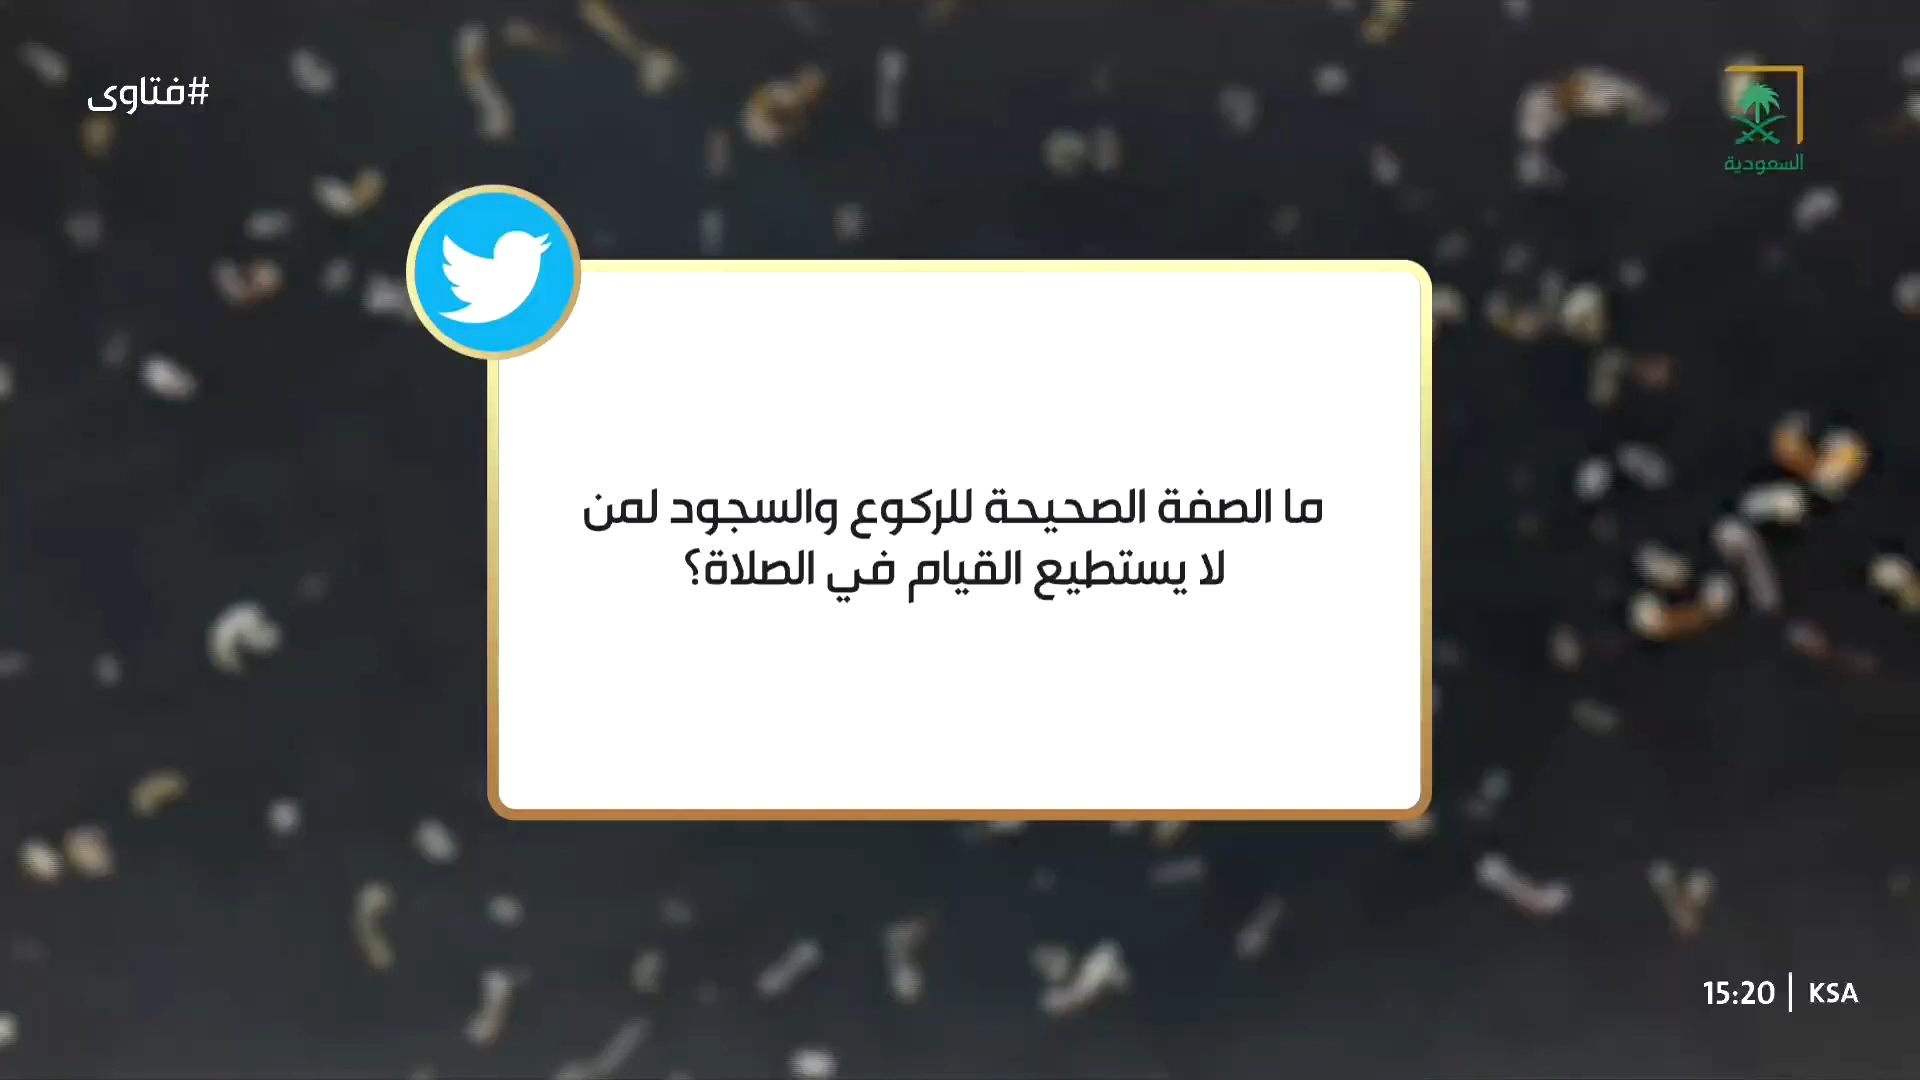 #فتاوى
السعودية
ما الصفة الصحيحة للركوع والسجود لمن
لا يستطيع القيام في الصلاة؟
15:20 | KSA